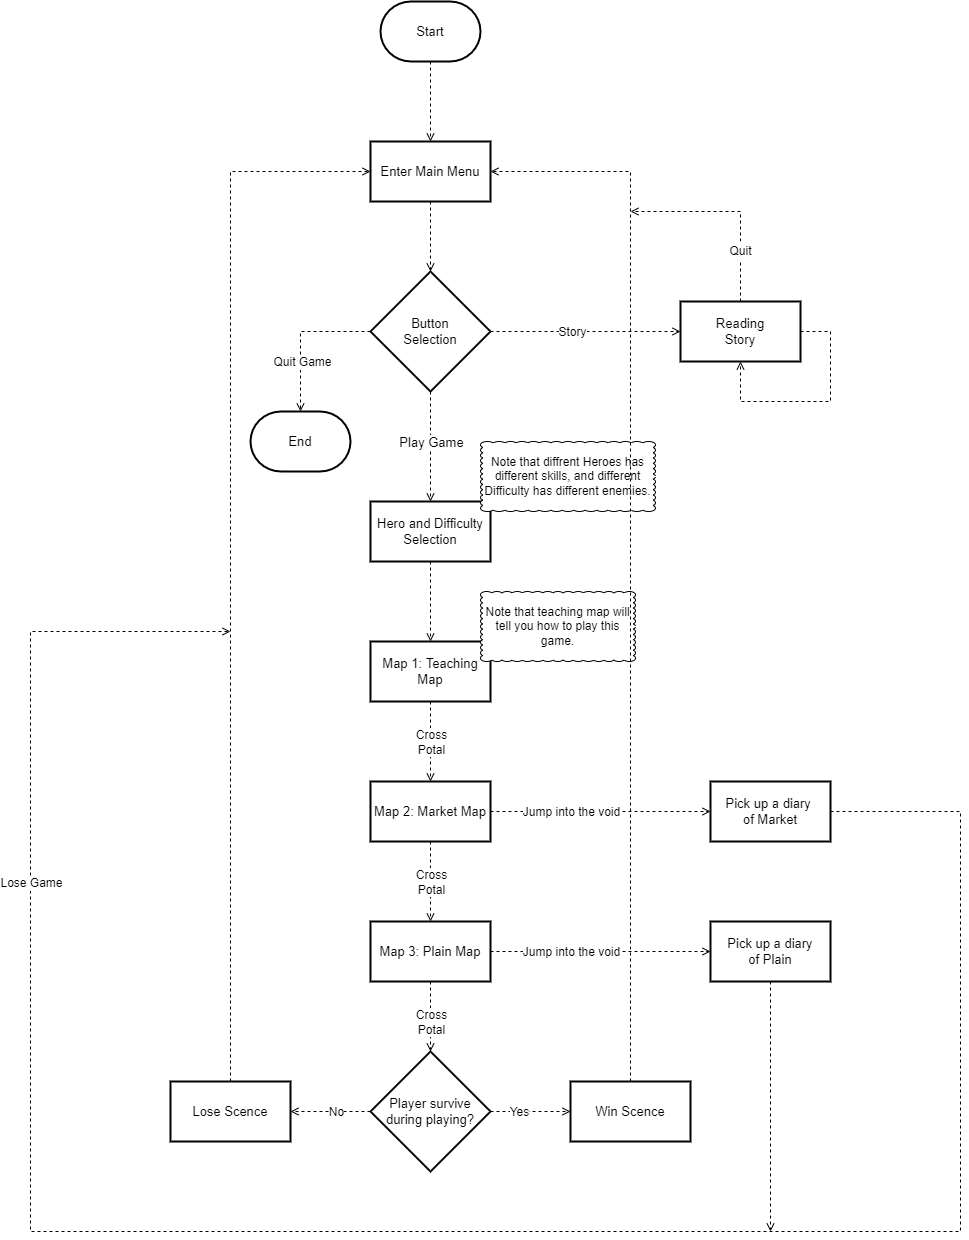 Start
Enter Main Menu
Quit
Button
Selection
Story
Reading
Story
Quit Game
End
Play Game
Note that diffrent Heroes has
different skills, and different
Difficulty has different enemies.
Hero and Difficulty
Selection
Note that teaching map will
tell you how to play this
game.
Map 1: Teaching
Map
Cross
Potal
Map 2: Market Map
Jump into the void
Pick up a diary
of Market
Cross
Potal
Lose Game
Map 3: Plain Map
Jump into the void
Pick up a diary
of Plain
Cross
Potal
Lose Scence
No
Player survive
during playing?
Yes
Win Scence